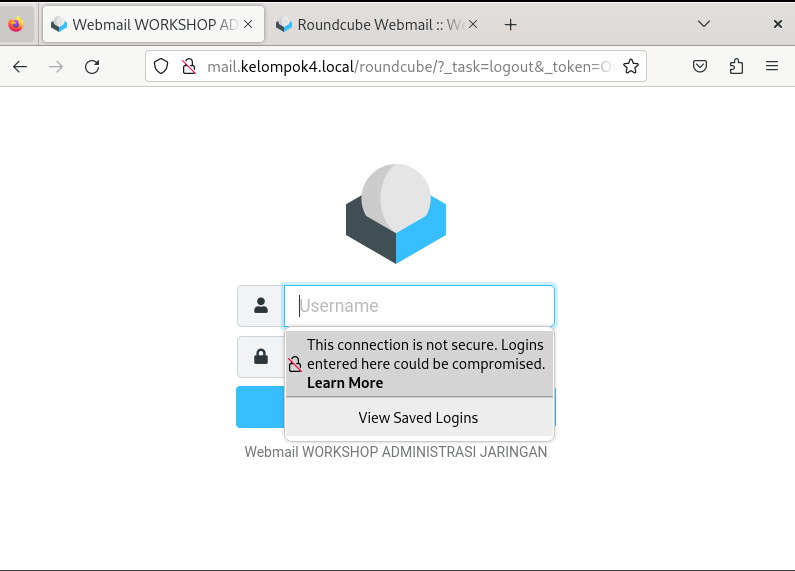 Webmail WORKSHOP AD
Roundcube Webmail :: We
mail.kelompok4.local/roundcube/?_task=logout&_token=O
Username
This connection is not secure. Logins
entered here could be compromised.
Learn More
View Saved Logins
Webmail WORKSHOP ADMINISTRASI JARINGAN